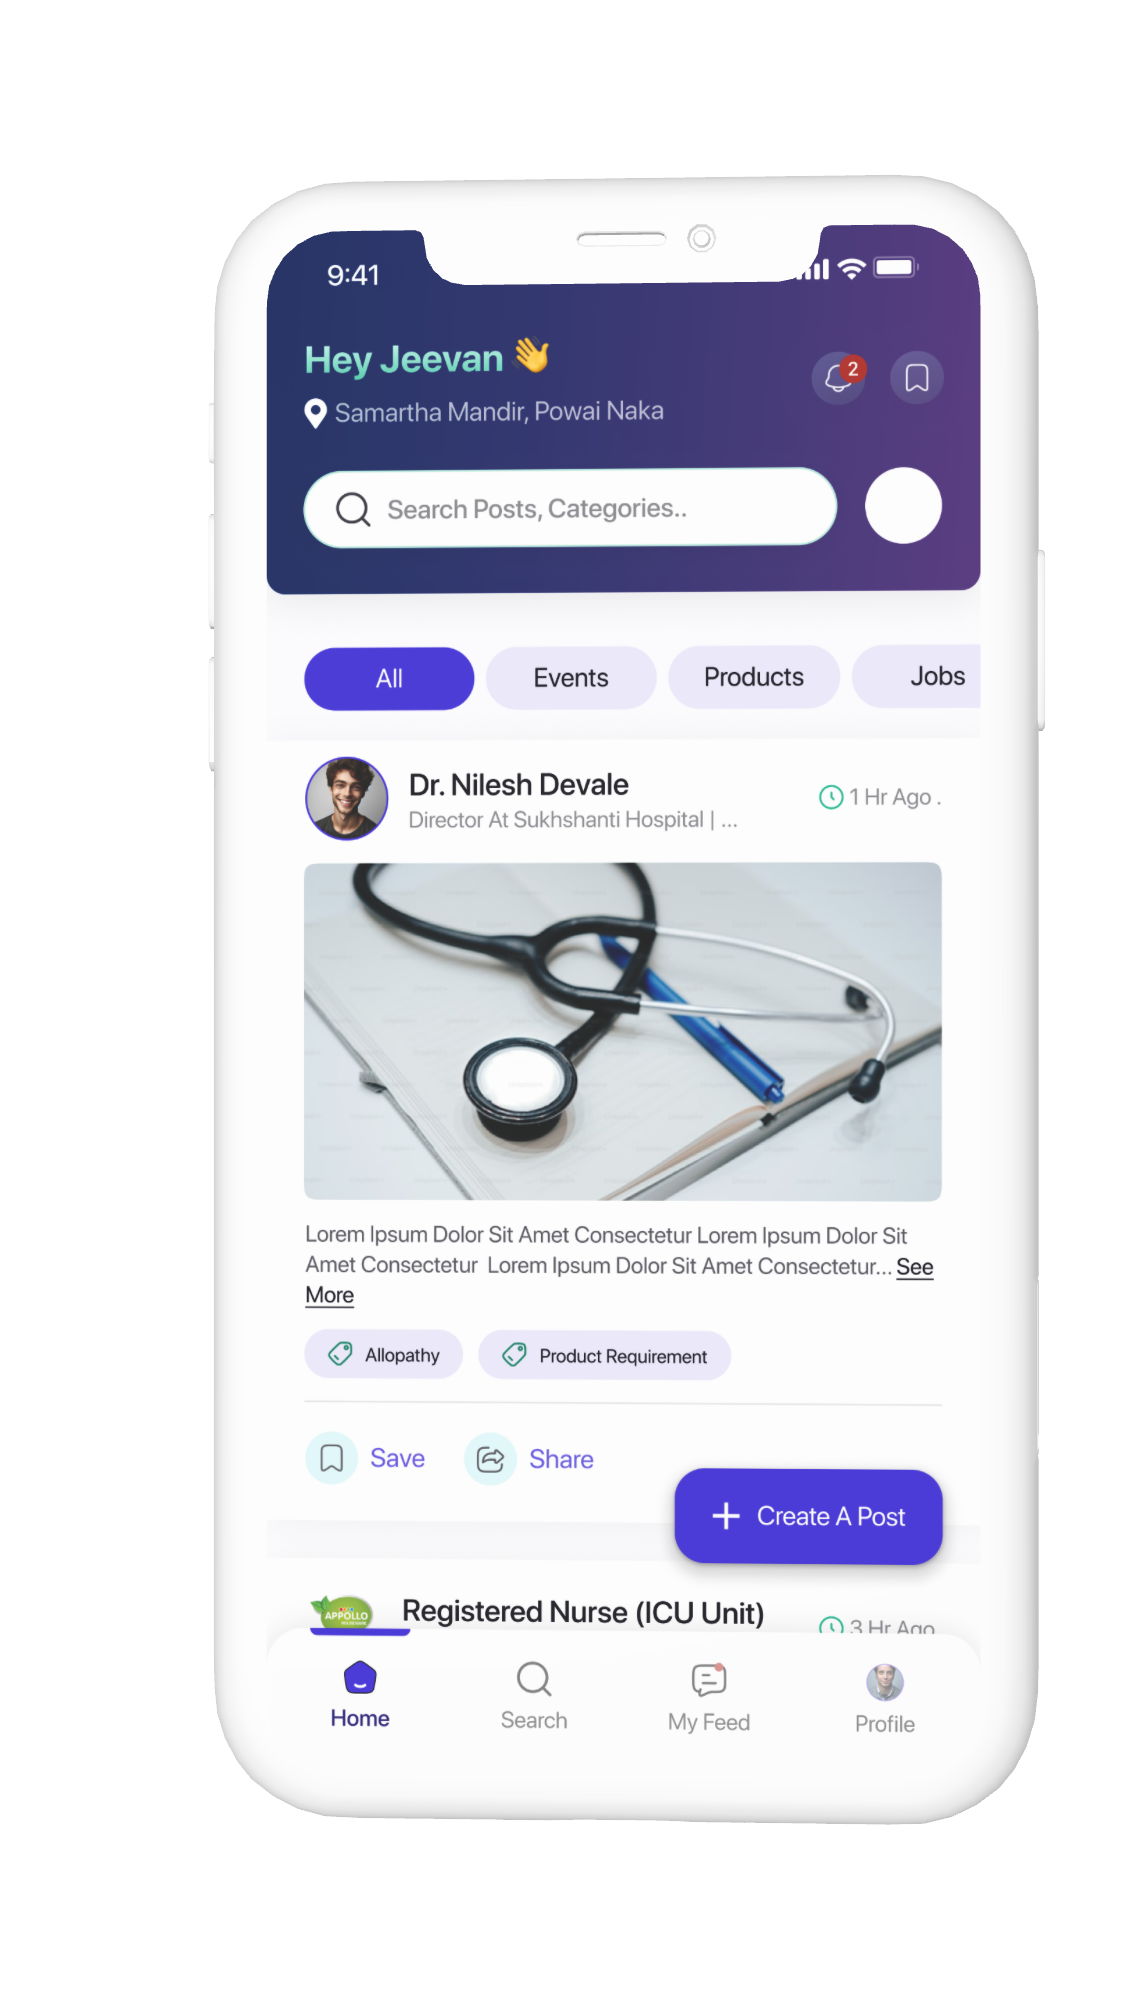 9:41
Hey Jeevan 👋
2
Samartha Mandir, Powai Naka
Search Posts, Categories..
All
Events
Products
Jobs
Dr. Nilesh Devale
1 Hr Ago .
Director At Sukhshanti Hospital | ...
Lorem Ipsum Dolor Sit Amet Consectetur Lorem Ipsum Dolor Sit
Amet Consectetur Lorem Ipsum Dolor Sit Amet Consectetur... See
More
Allopathy
Product Requirement
Save
Share
Create A Post
APPOLLO
Registered Nurse (ICU Unit)
3 Hr Ago
Home
Search
My Feed
Profile